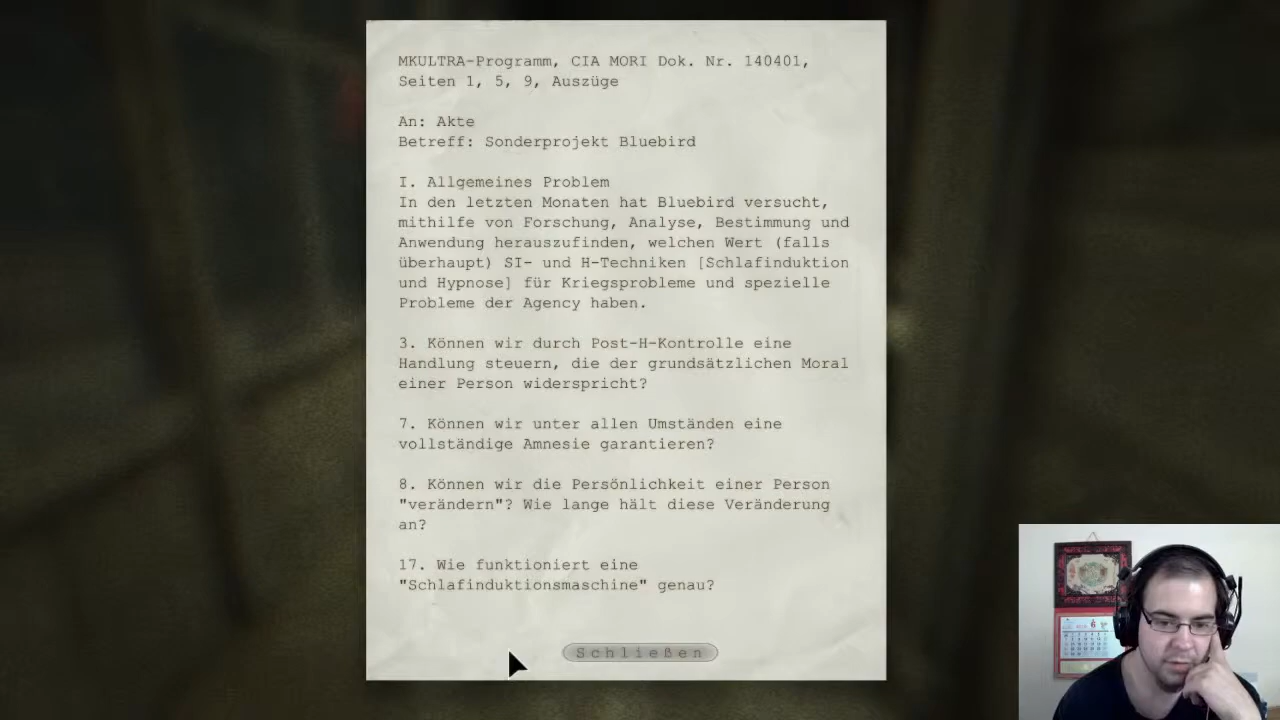 MKULTRA-Programm, CIA MORI Dok. Nr. 140401,
Seiten 1, 5, 9, Auszüge
An: Akte
Betreff: Sonderprojekt Bluebird
I. Allgemeines Problem
In den letzten Monaten hat Bluebird versucht,
mithilfe von Forschung, Analyse, Bestimmung und
Anwendung herauszufinden, welchen Wert (falls
überhaupt) SI- und H-Techniken [Schlafinduktion
und Hypnose] für Kriegsprobleme und spezielle
Probleme der Agency haben.
3. Können wir durch Post-H-Kontrolle eine
Handlung steuern, die der grundsätzlichen Moral
einer Person widerspricht?
7. Können wir unter allen Umständen eine
vollständige Amnesie garantieren?
8. Können wir die Persönlichkeit einer Person
"verändern"? Wie lange hält diese Veränderung
an?
17. Wie funktioniert eine
"Schlafinduktionsmaschine" genau?
Schließen
6